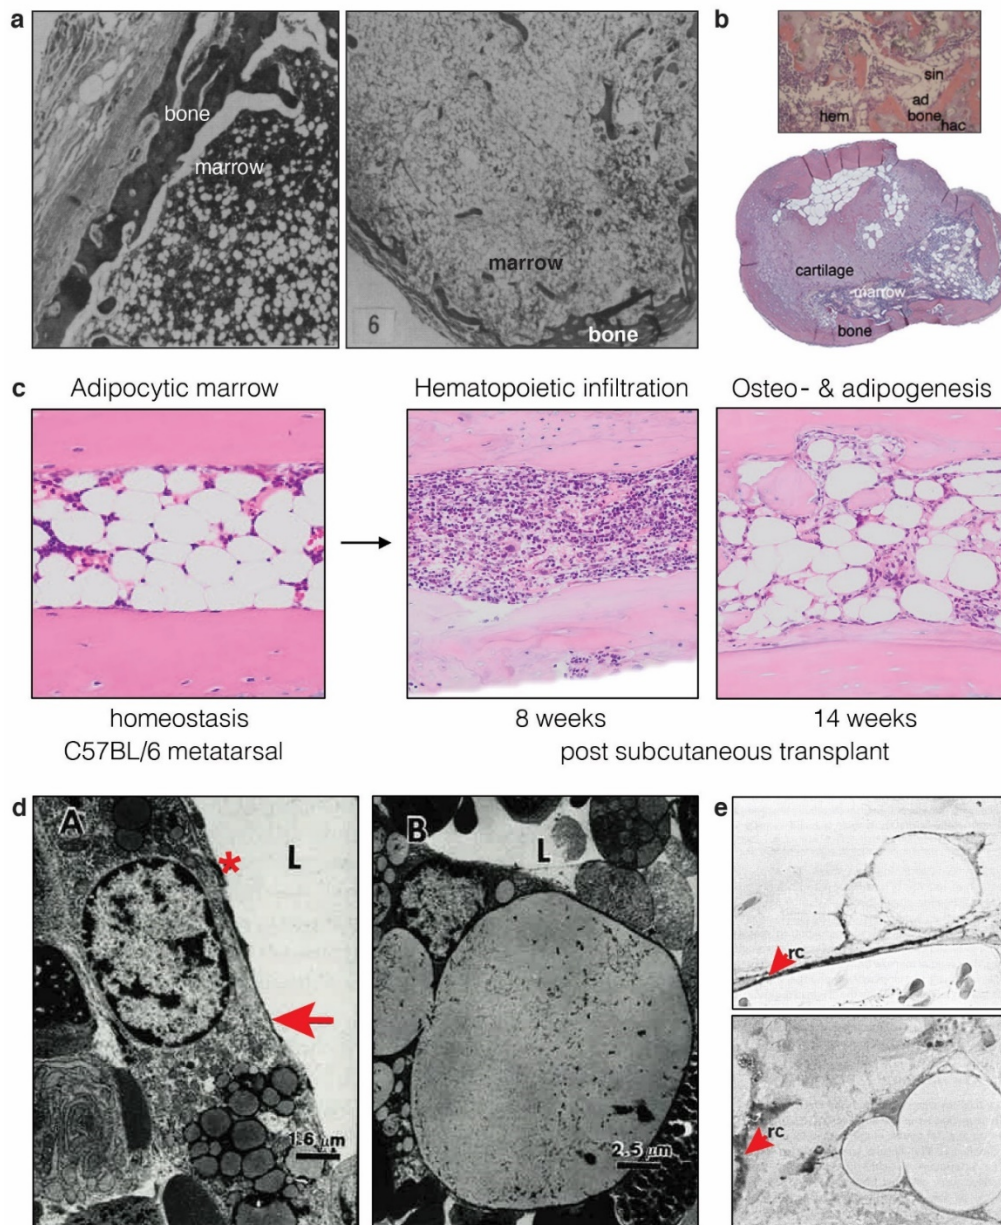 a
bone
marrow
marrow
6
bone
b
sin
ad
hem
bone
hac
cartilage
marrow
bone
c
Adipocytic marrow
Hematopoietic infiltration
Osteo- & adipogenesis
homeostasis
8 weeks
14 weeks
C57BL/6 metatarsal
post subcutaneous transplant
d
A
*
L
1.6 μm
B
L
2.5 μm
e
rc
rc